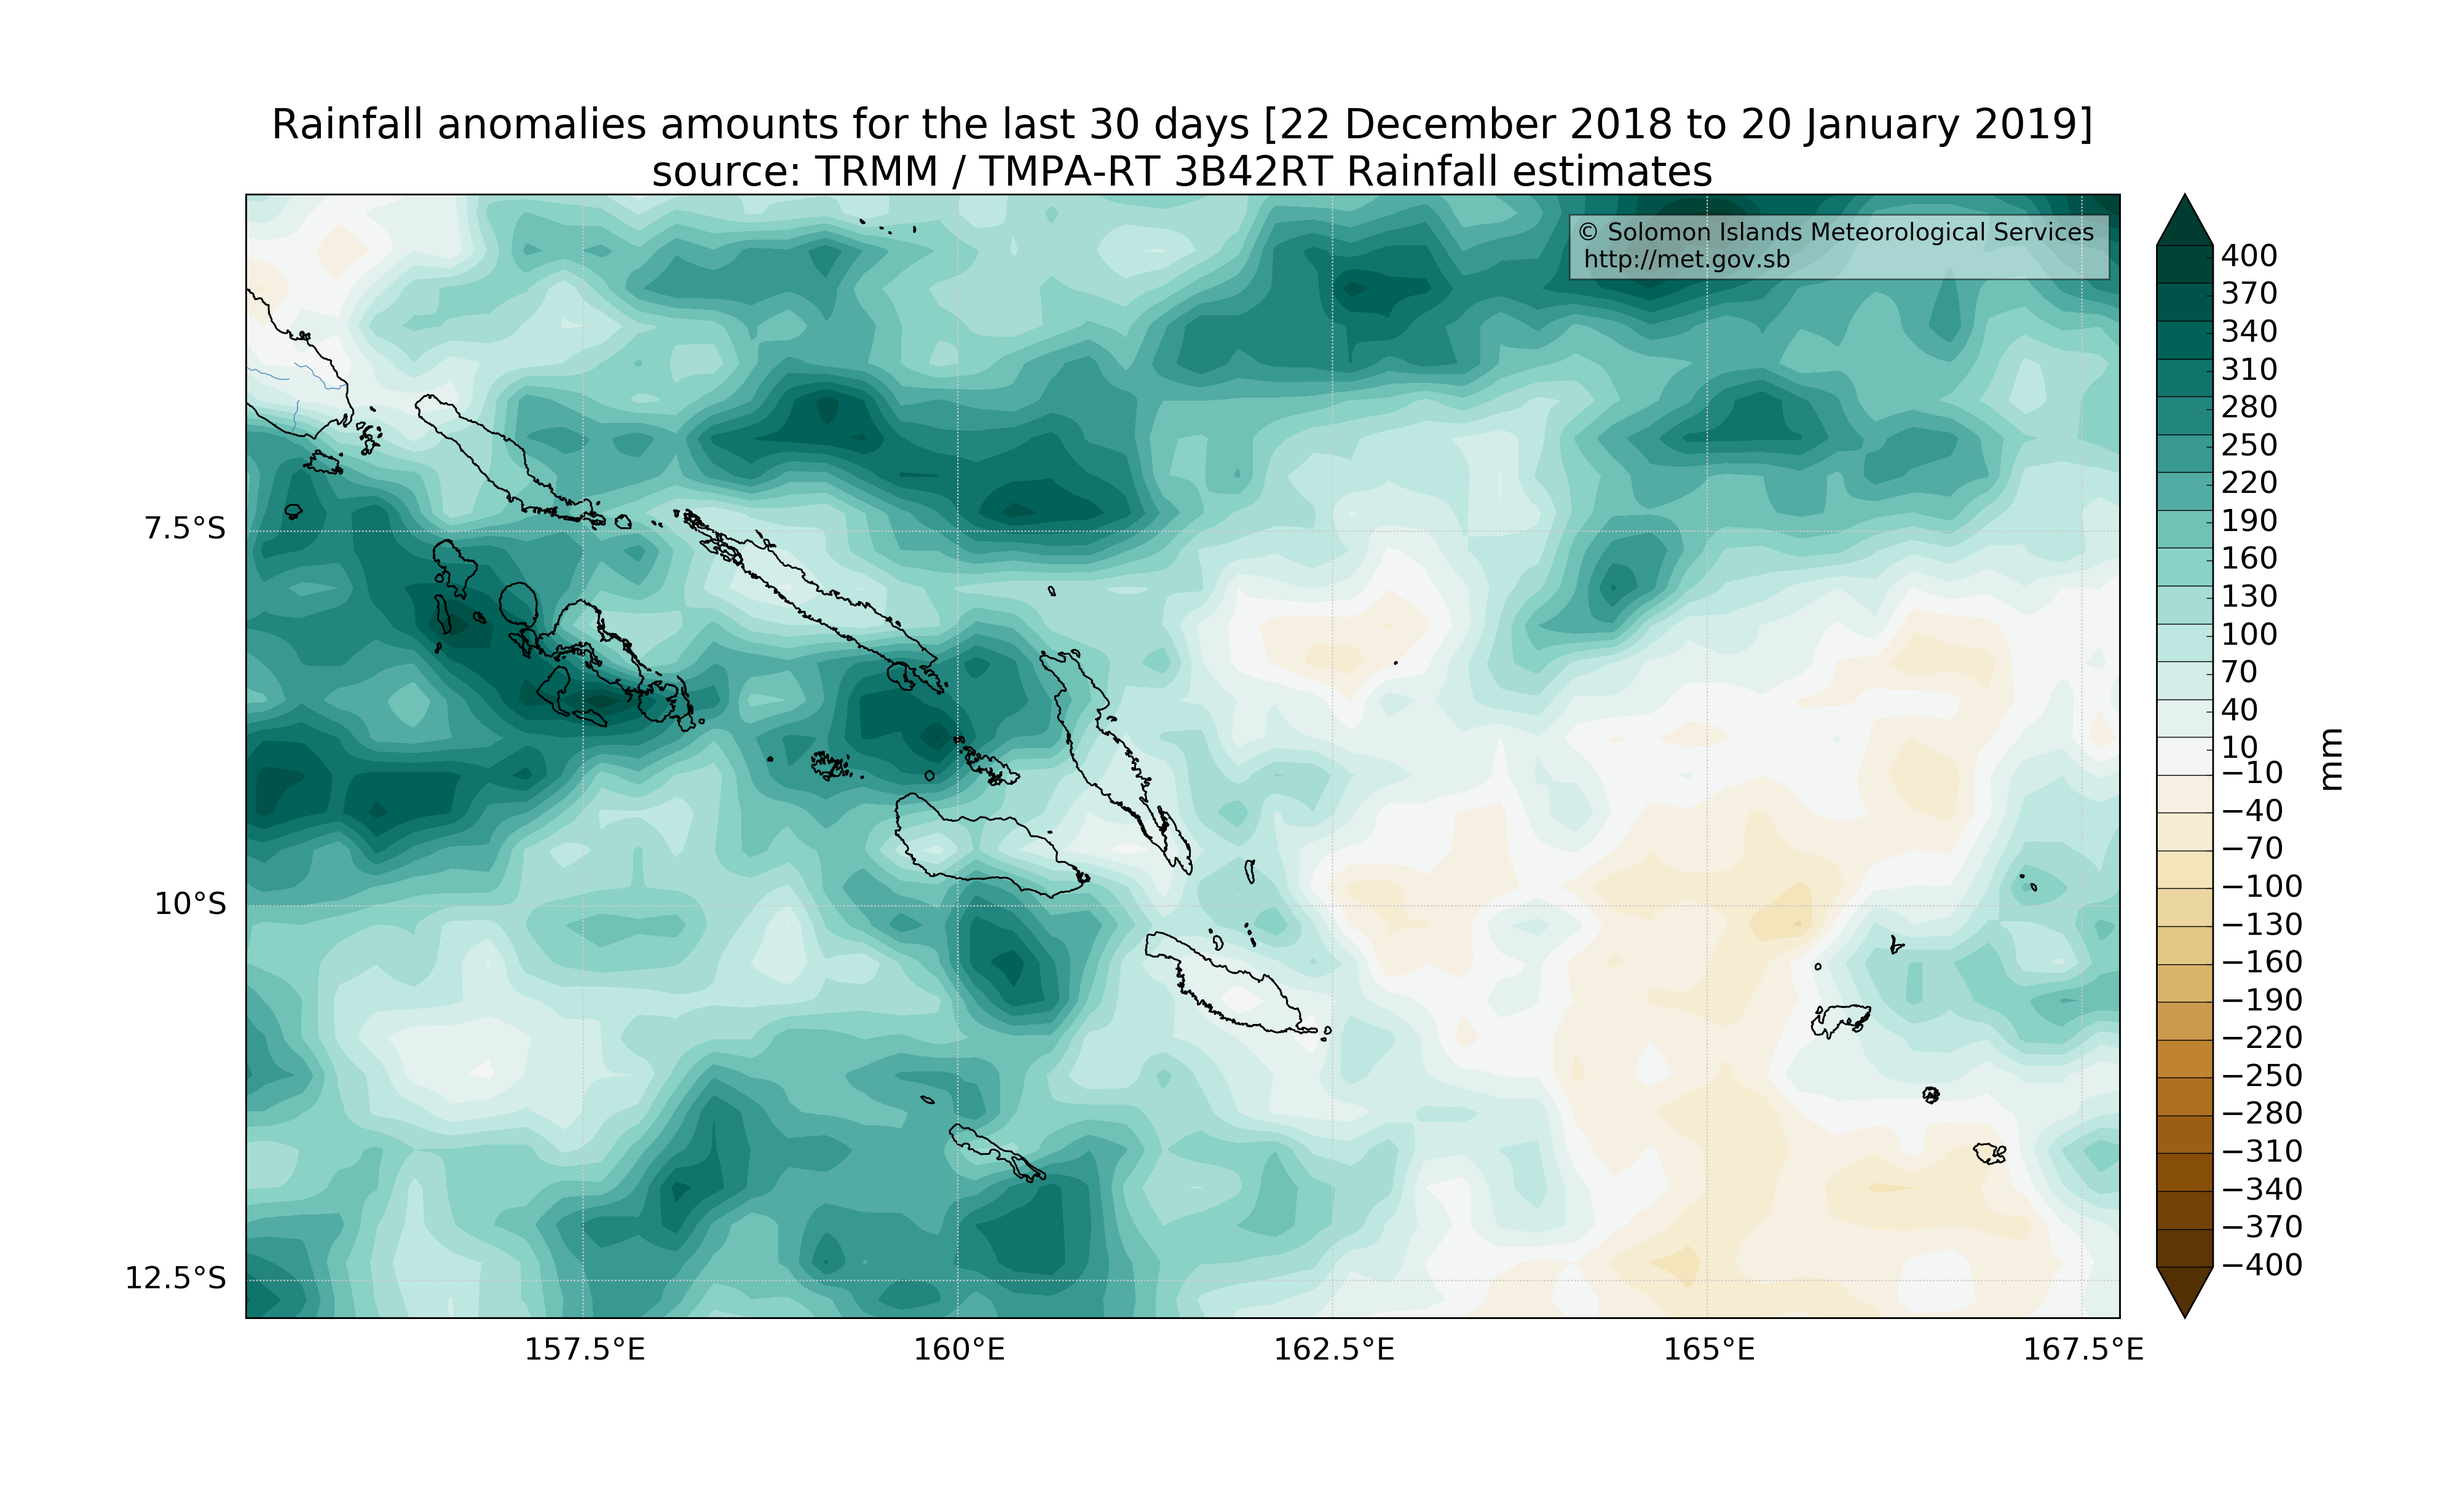 Rainfall anomalies amounts for the last 30 days [22 December 2018 to 20 January 2019]
source: TRMM / TMPA-RT 3B42RT Rainfall estimates
© Solomon Islands Meteorological Services
http://met.gov.sb
7.5°S
10°S
12.5°S
157.5°E
160°E
162.5°E
165°E
167.5°E
400
370
340
310
280
250
220
190
160
130
100
70
40
10
−10
−40
−70
−100
−130
−160
−190
−220
−250
−280
−310
−340
−370
−400
mm